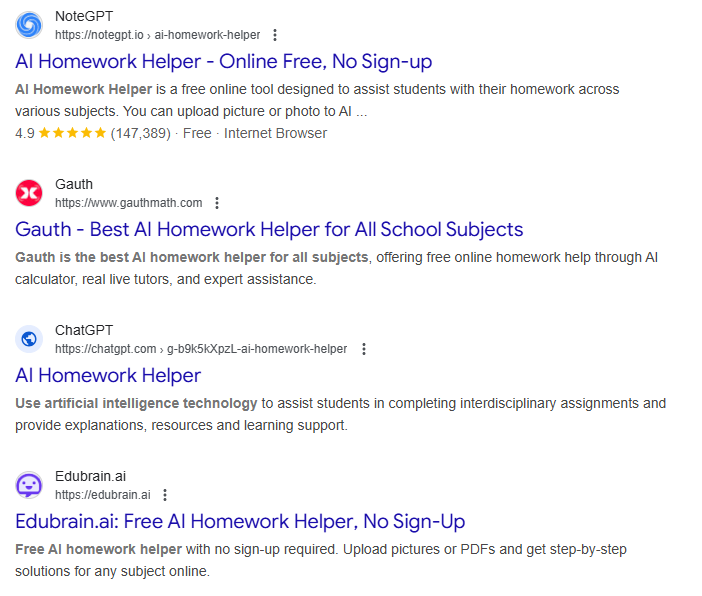 NoteGPT
https://notegpt.io › ai-homework-helper
AI Homework Helper - Online Free, No Sign-up
AI Homework Helper is a free online tool designed to assist students with their homework across
various subjects. You can upload picture or photo to AI ...
4.9 ★★★★★ (147,389) · Free · Internet Browser
Gauth
https://www.gauthmath.com
Gauth - Best AI Homework Helper for All School Subjects
Gauth is the best AI homework helper for all subjects, offering free online homework help through AI
calculator, real live tutors, and expert assistance.
ChatGPT
https://chatgpt.com › g-b9k5kXpzL-ai-homework-helper
AI Homework Helper
Use artificial intelligence technology to assist students in completing interdisciplinary assignments and
provide explanations, resources and learning support.
Edubrain.ai
https://edubrain.ai
Edubrain.ai: Free AI Homework Helper, No Sign-Up
Free AI homework helper with no sign-up required. Upload pictures or PDFs and get step-by-step
solutions for any subject online.